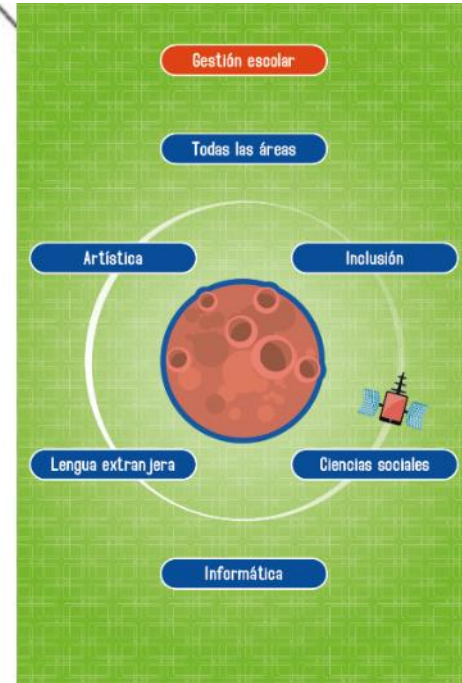 Gestión escolar
Todas las áreas
Artística
Inclusión
Lengua extranjera
Ciencias sociales
Informática